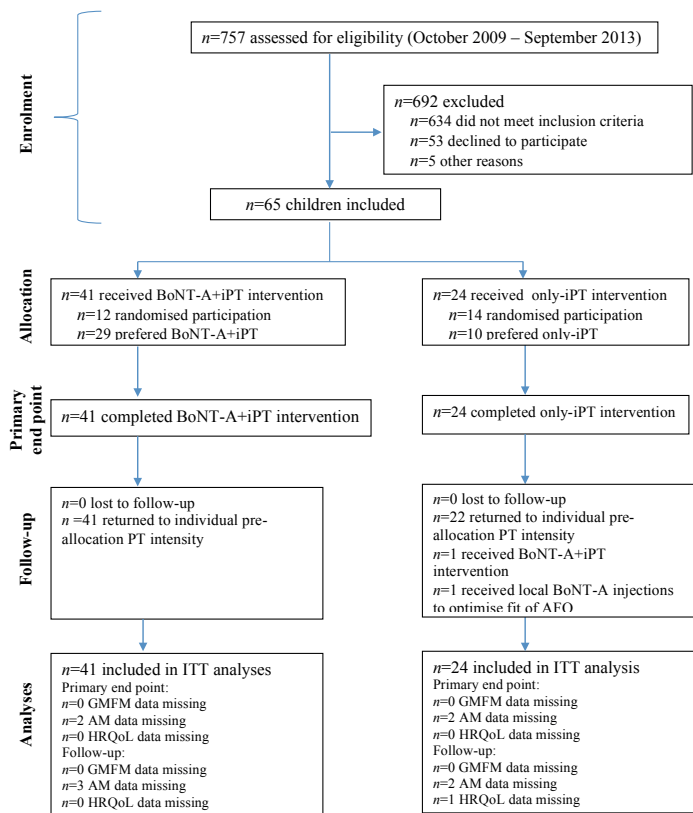 n=757 assessed for eligibility (October 2009 – September 2013)
Enrolment
n=692 excluded
n=634 did not meet inclusion criteria
n=53 declined to participate
n=5 other reasons
n=65 children included
Allocation
n=41 received BoNT-A+iPT intervention
n=12 randomised participation
n=29 prefered BoNT-A+iPT
n=24 received only-iPT intervention
n=14 randomised participation
n=10 prefered only-iPT
Primary
end point
n=41 completed BoNT-A+iPT intervention
n=24 completed only-iPT intervention
Follow-up
n=0 lost to follow-up
n =41 returned to individual pre-
allocation PT intensity
n=0 lost to follow-up
n=22 returned to individual pre-
allocation PT intensity
n=1 received BoNT-A+iPT
intervention
n=1 received local BoNT-A injections
to optimise fit of AFO
Analyses
n=41 included in ITT analyses
Primary end point:
n=0 GMFM data missing
n=2 AM data missing
n=0 HRQoL data missing
Follow-up:
n=0 GMFM data missing
n=3 AM data missing
n=0 HRQoL data missing
n=24 included in ITT analysis
Primary end point:
n=0 GMFM data missing
n=2 AM data missing
n=0 HRQoL data missing
Follow-up:
n=0 GMFM data missing
n=2 AM data missing
n=1 HRQoL data missing